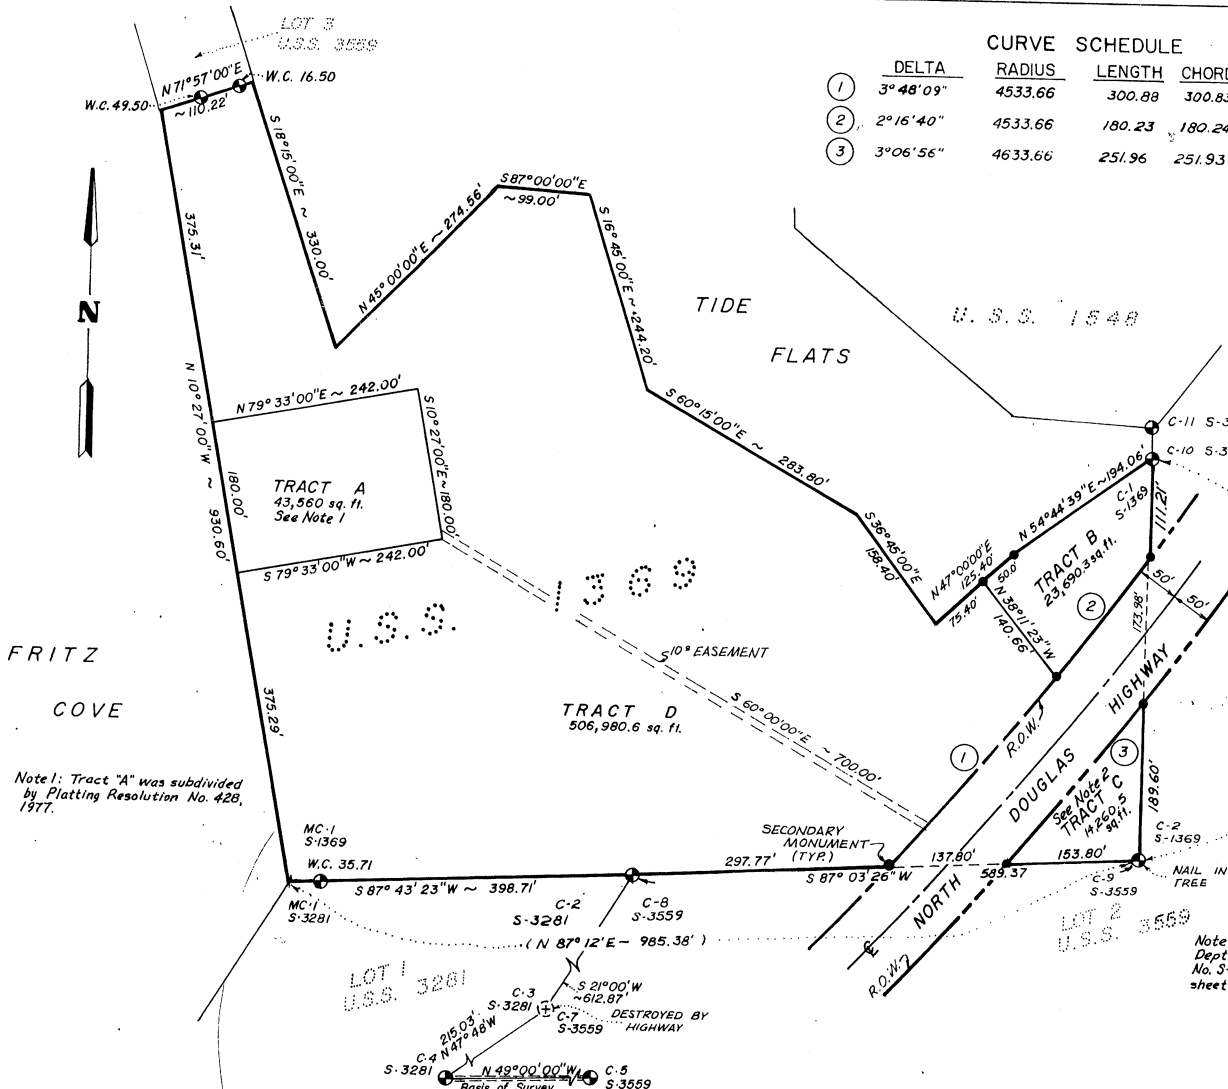 LOT 3
U.S.S. 3559
N 71°57'00"E
W.C. 16.50
W.C. 49.50
~110.22'
CURVE SCHEDULE
DELTA RADIUS LENGTH CHORD
1 3°48'09" 4533.66 300.88 300.83
2 2°16'40" 4533.66 180.23 180.24
3 3°06'56" 4633.66 251.96 251.93
S 18°15'00"E ~ 330.00'
N 45°00'00"E ~ 274.56'
S 87°00'00"E
~99.00'
S 16°45'00"E ~ 244.20'
375.31'
N
TIDE
FLATS
U.S.S. 1548
N 10°27'00"W ~ 930.60'
N 79°33'00"E ~ 242.00'
S 10°27'00"E ~ 180.00'
180.00'
TRACT A
43,560 sq. ft.
See Note 1
S 79°33'00"W ~ 242.00'
S 60°15'00"E ~ 283.80'
S 36°45'00"E
158.40'
C-11 S-3
C-10 S-3
N 54°44'39"E ~ 194.06'
C-1
S-1369
111.21'
N 47°00'00"E
125.40'
50.0'
75.40'
TRACT B
23,690.3 sq. ft.
N 38°11'23"W
140.66'
2
50'
50'
173.98'
U.S.S. 1369
10' EASEMENT
S 60°00'00"E ~ 700.00'
FRITZ
COVE
375.29'
TRACT D
506,980.6 sq. ft.
1
R.O.W.
NORTH DOUGLAS HIGHWAY
3
See Note 2
TRACT C
14,260.5
sq. ft.
189.60'
Note 1: Tract "A" was subdivided
by Platting Resolution No. 428,
1977.
MC-1
S-1369
W.C. 35.71
SECONDARY
MONUMENT
(TYP.)
C-2
S-1369
297.77'
137.80'
153.80'
S 87°43'23"W ~ 398.71'
S 87°03'26"W
589.37
NAIL IN
TREE
MC-1
S-3281
C-2
S-3281
C-8
S-3559
C-9
S-3559
(N 87°12'E ~ 985.38')
LOT 2
U.S.S. 3559
LOT 1
U.S.S. 3281
℄
R.O.W.
Note
Dept
No. S-
sheet
S 21°00'W
~612.87'
C-3
S-3281
C-7
S-3559
DESTROYED BY
HIGHWAY
215.03'
N 47°48'W
C-4
S-3281
N 49°00'00"W
C-5
S-3559
Basis of Survey